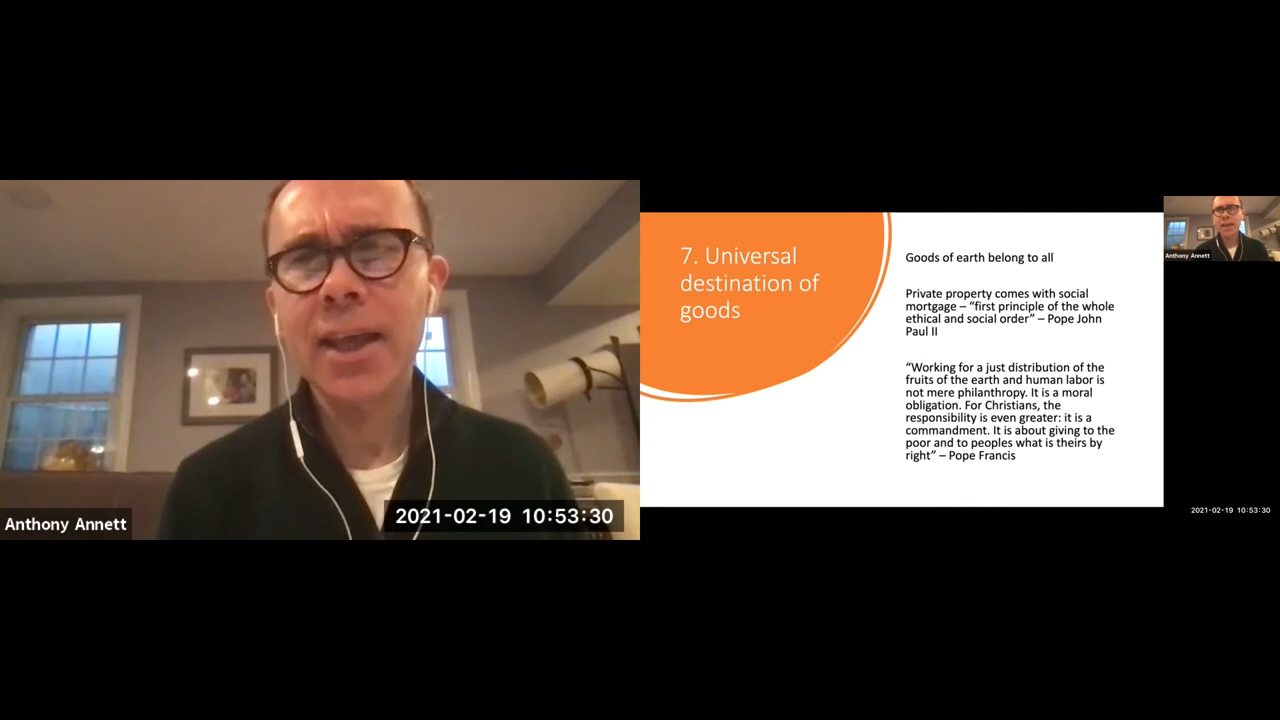 Anthony Annett
2021-02-19 10:53:30
7. Universal
destination of
goods
Goods of earth belong to all
Private property comes with social
mortgage – “first principle of the whole
ethical and social order” – Pope John
Paul II
“Working for a just distribution of the
fruits of the earth and human labor is
not mere philanthropy. It is a moral
obligation. For Christians, the
responsibility is even greater: it is a
commandment. It is about giving to the
poor and to peoples what is theirs by
right” – Pope Francis
Anthony Annett
2021-02-19 10:53:30